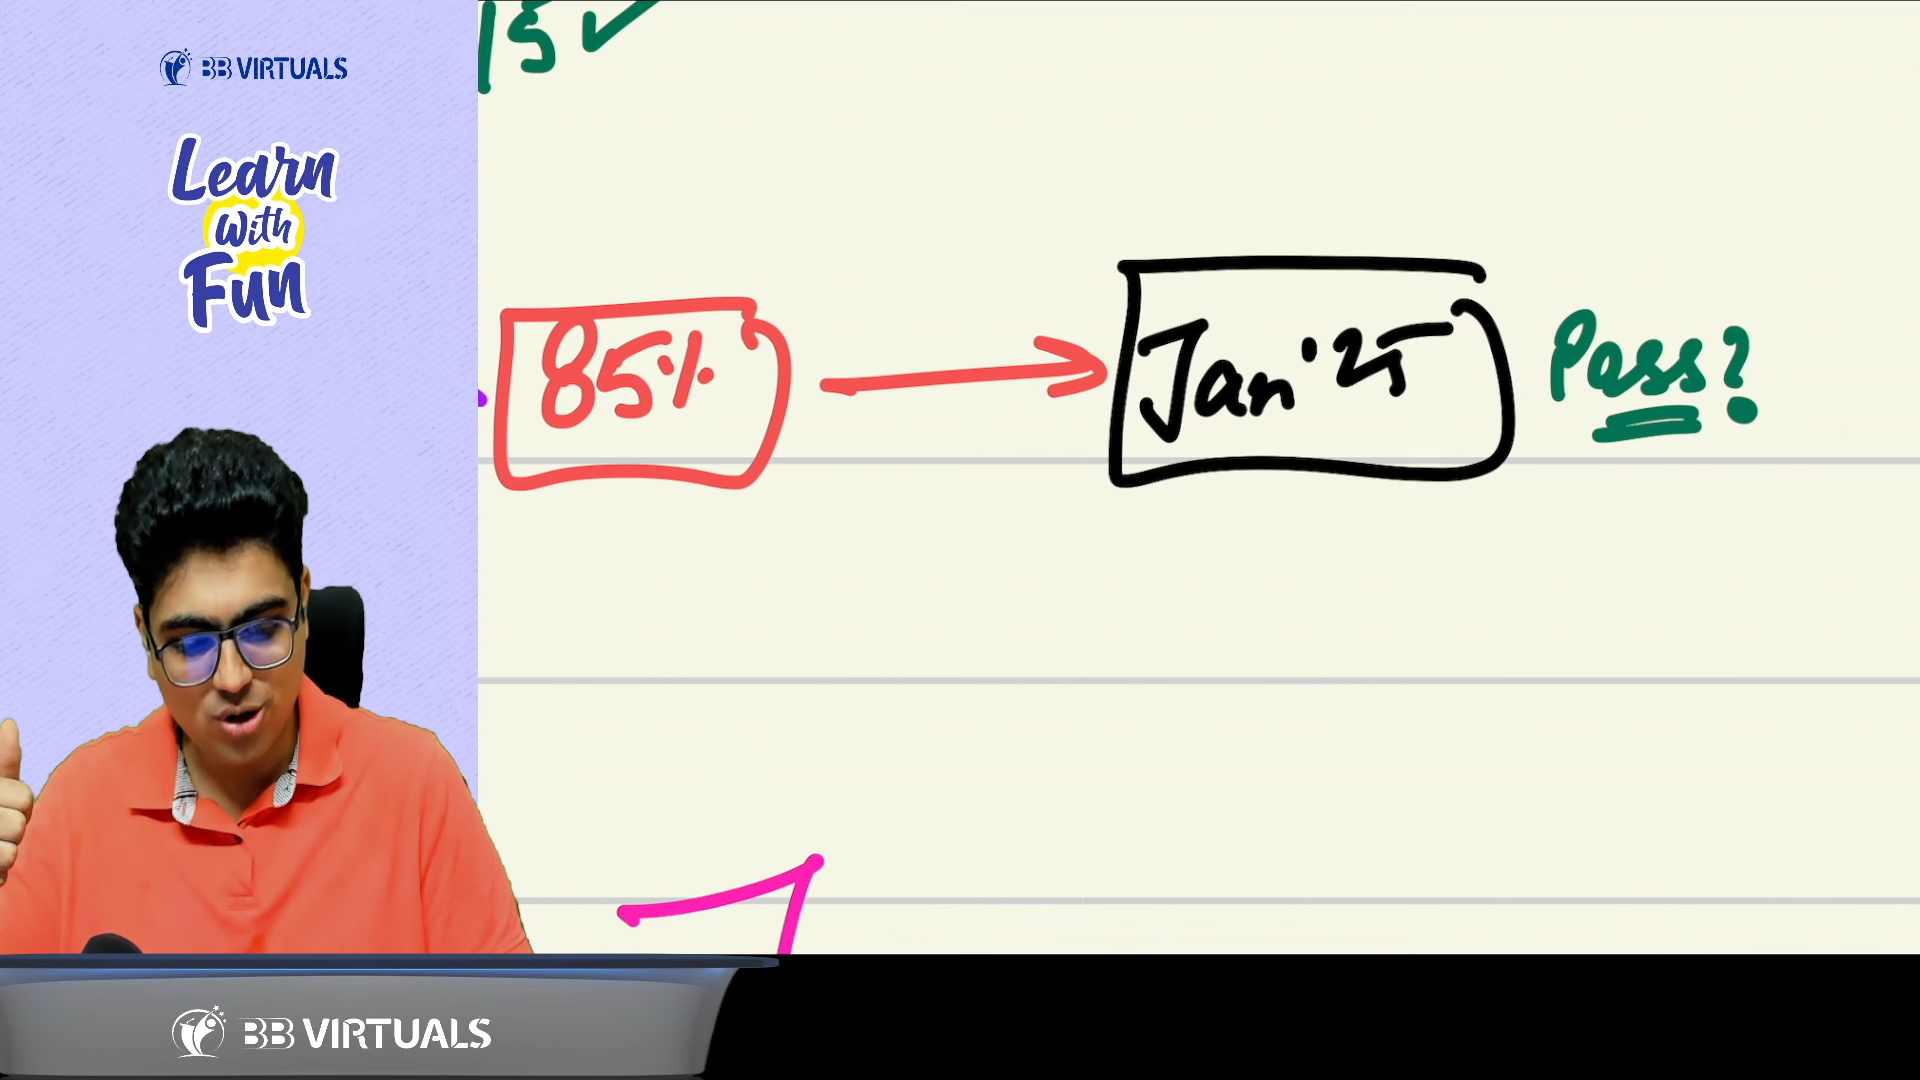 BB VIRTUALS
Learn
With
Fun
15 ✓
85%
Jan '25
Pass?
BB VIRTUALS